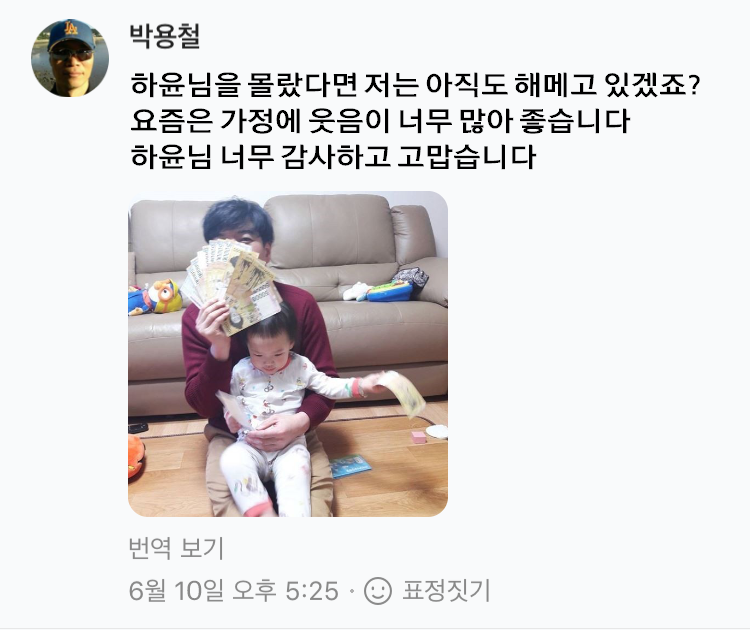 박용철
하윤님을 몰랐다면 저는 아직도 해메고 있겠죠?
요즘은 가정에 웃음이 너무 많아 좋습니다
하윤님 너무 감사하고 고맙습니다
번역 보기
6월 10일 오후 5:25 · 표정짓기